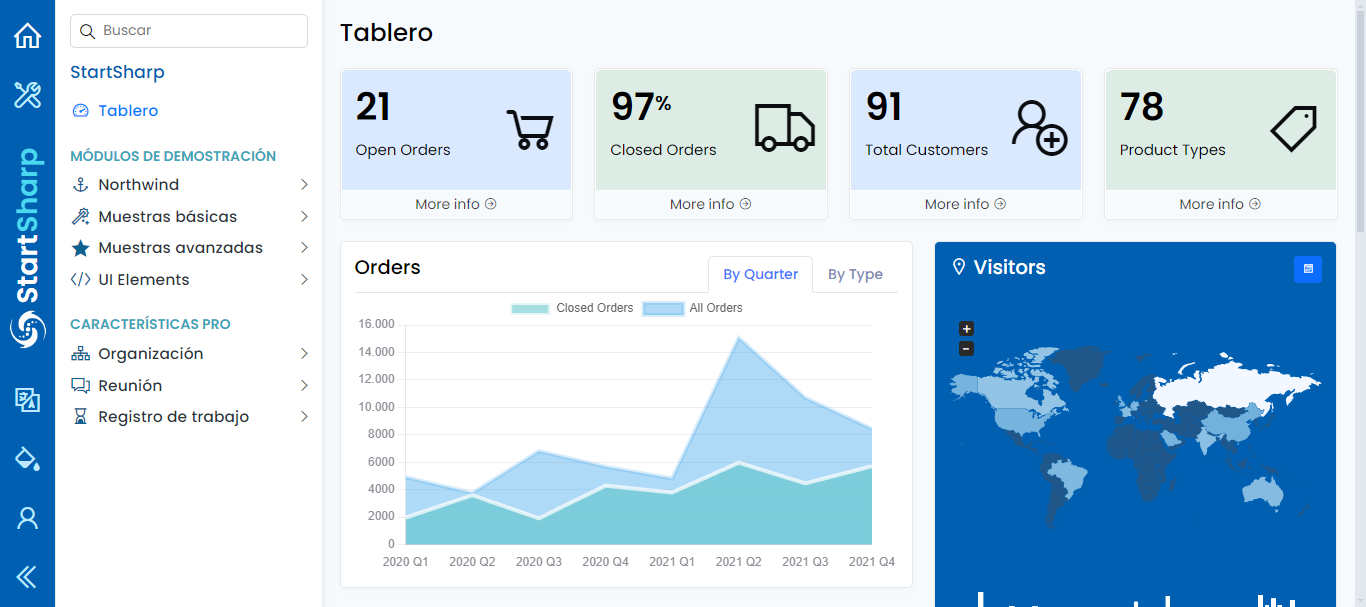 StartSharp
Buscar
StartSharp
Tablero
MÓDULOS DE DEMOSTRACIÓN
Northwind
Muestras básicas
Muestras avanzadas
UI Elements
CARACTERÍSTICAS PRO
Organización
Reunión
Registro de trabajo
Tablero
21
Open Orders
More info
97%
Closed Orders
More info
91
Total Customers
More info
78
Product Types
More info
Orders
By Quarter By Type
Closed Orders All Orders
16.000
14.000
12.000
10.000
8000
6000
4000
2000
0
2020 Q1 2020 Q2 2020 Q3 2020 Q4 2021 Q1 2021 Q2 2021 Q3 2021 Q4
Visitors
+
−